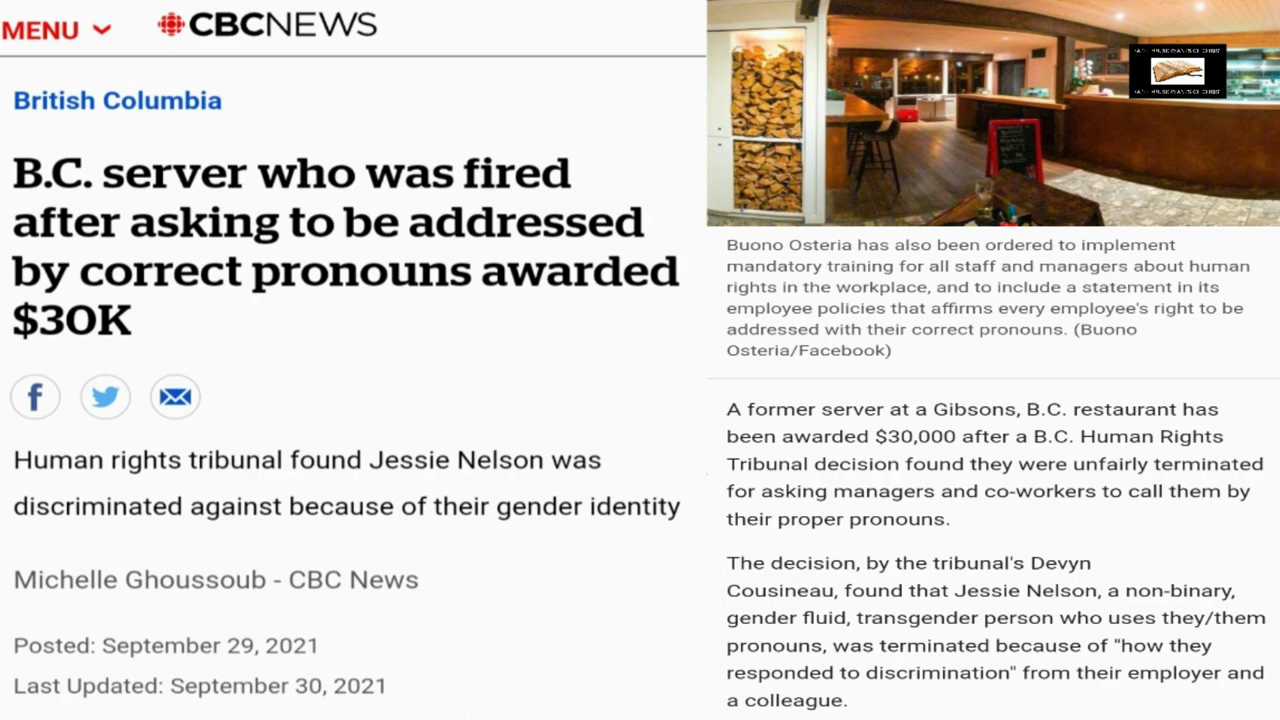 MENU
CBCNEWS
British Columbia
B.C. server who was fired
after asking to be addressed
by correct pronouns awarded
$30K
Human rights tribunal found Jessie Nelson was
discriminated against because of their gender identity
Michelle Ghoussoub - CBC News
Posted: September 29, 2021
Last Updated: September 30, 2021
Buono Osteria has also been ordered to implement
mandatory training for all staff and managers about human
rights in the workplace, and to include a statement in its
employee policies that affirms every employee's right to be
addressed with their correct pronouns. (Buono
Osteria/Facebook)
A former server at a Gibsons, B.C. restaurant has
been awarded $30,000 after a B.C. Human Rights
Tribunal decision found they were unfairly terminated
for asking managers and co-workers to call them by
their proper pronouns.
The decision, by the tribunal's Devyn
Cousineau, found that Jessie Nelson, a non-binary,
gender fluid, transgender person who uses they/them
pronouns, was terminated because of "how they
responded to discrimination" from their employer and
a colleague.